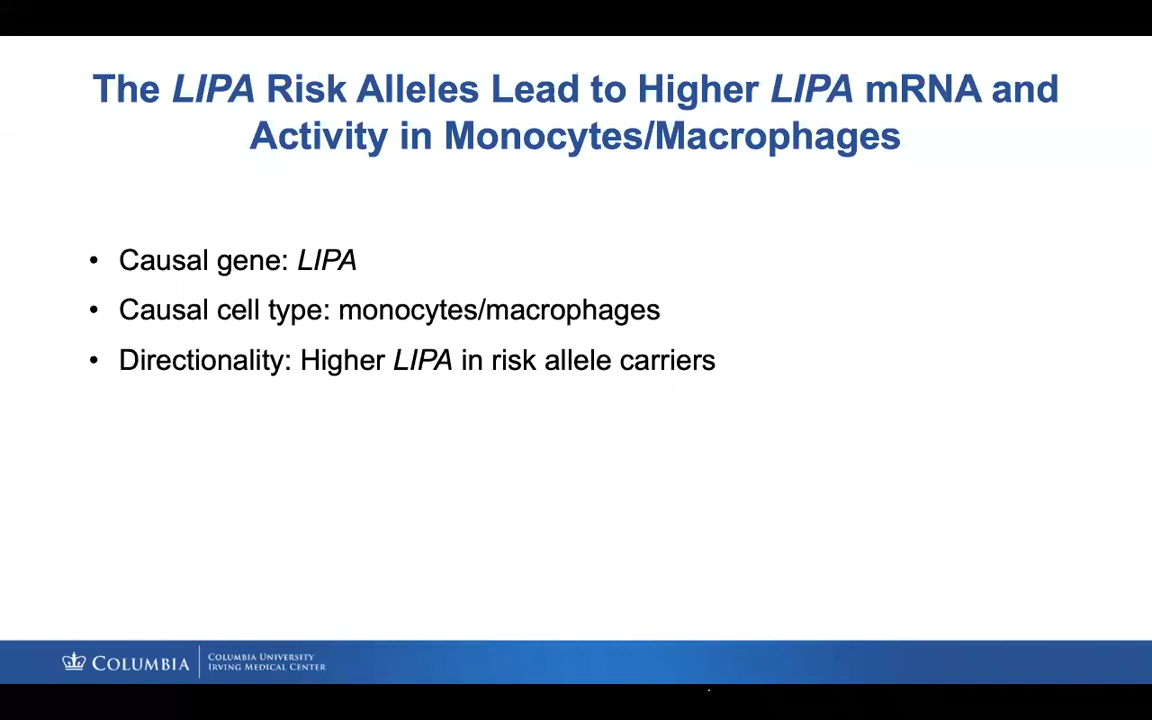 The LIPA Risk Alleles Lead to Higher LIPA mRNA and
Activity in Monocytes/Macrophages
• Causal gene: LIPA
• Causal cell type: monocytes/macrophages
• Directionality: Higher LIPA in risk allele carriers
COLUMBIA
COLUMBIA UNIVERSITY
IRVING MEDICAL CENTER